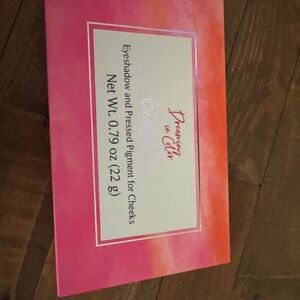 Dreaming
in Color
Eyeshadow and Pressed Pigment for Cheeks
Net Wt. 0.79 oz (22 g)